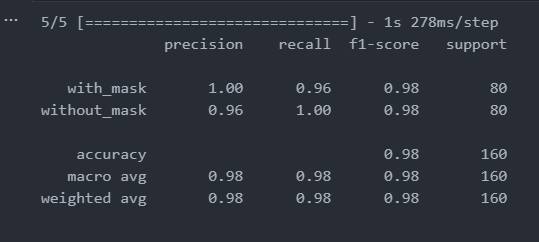 ... 5/5 [==============================] - 1s 278ms/step
precision recall f1-score support
with_mask 1.00 0.96 0.98 80
without_mask 0.96 1.00 0.98 80
accuracy 0.98 160
macro avg 0.98 0.98 0.98 160
weighted avg 0.98 0.98 0.98 160